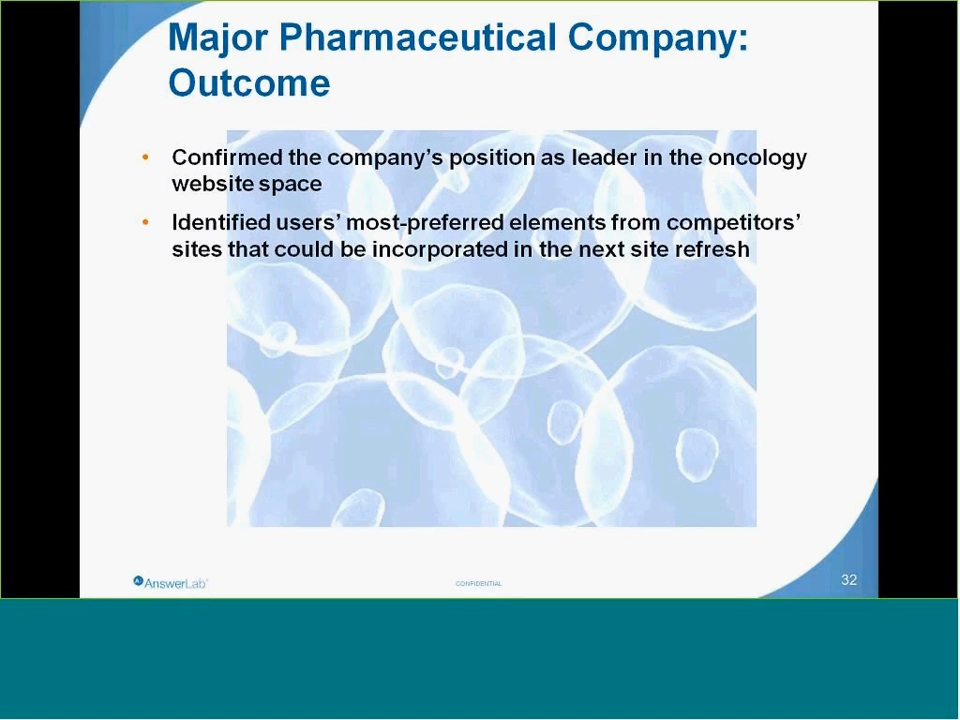 Major Pharmaceutical Company:
Outcome
• Confirmed the company's position as leader in the oncology
website space
• Identified users' most-preferred elements from competitors'
sites that could be incorporated in the next site refresh
AnswerLab
CONFIDENTIAL
32